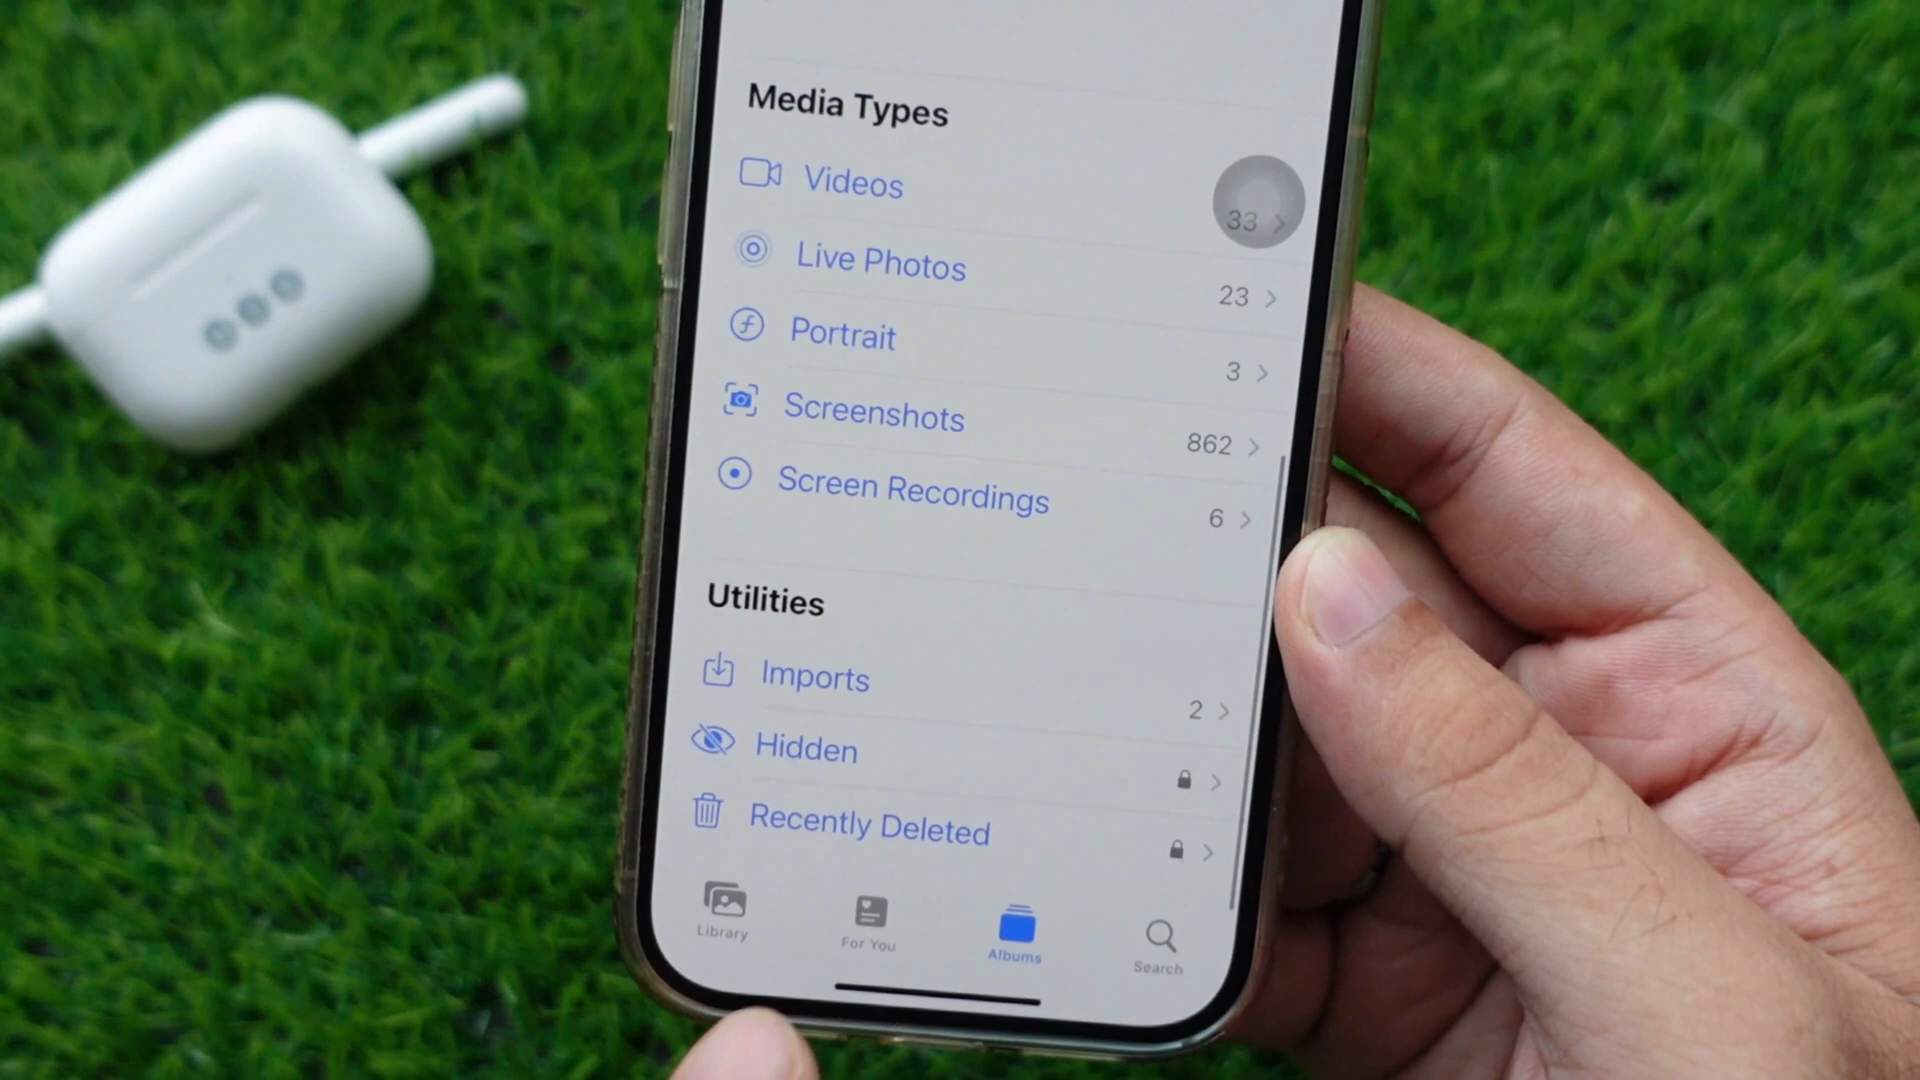 Media Types
Videos 33
Live Photos 23
Portrait 3
Screenshots 862
Screen Recordings 6
Utilities
Imports 2
Hidden
Recently Deleted
Library For You Albums Search